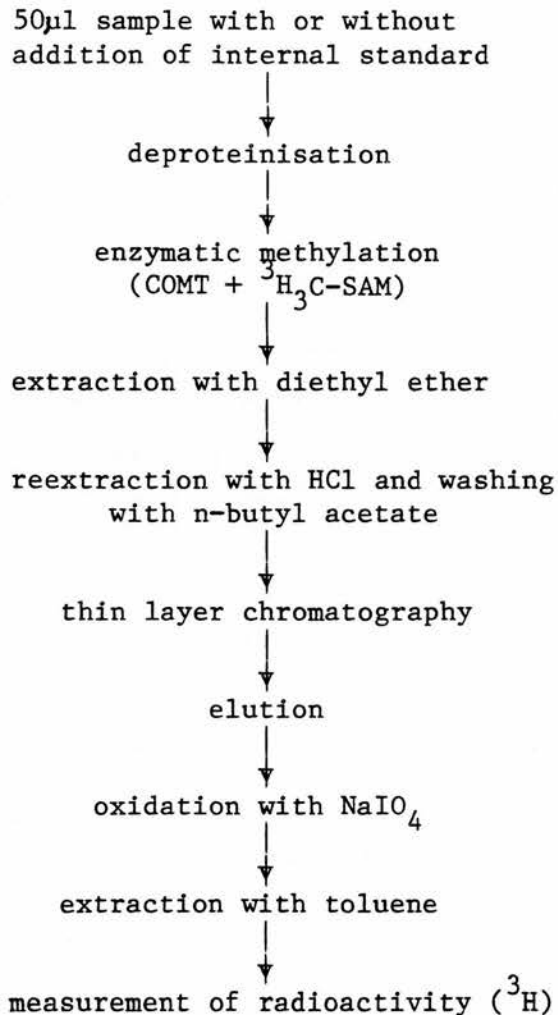 50µl sample with or without
addition of internal standard
deproteinisation
enzymatic methylation
(COMT + ³H₃C-SAM)
extraction with diethyl ether
reextraction with HCl and washing
with n-butyl acetate
thin layer chromatography
elution
oxidation with NaIO₄
extraction with toluene
measurement of radioactivity (³H)